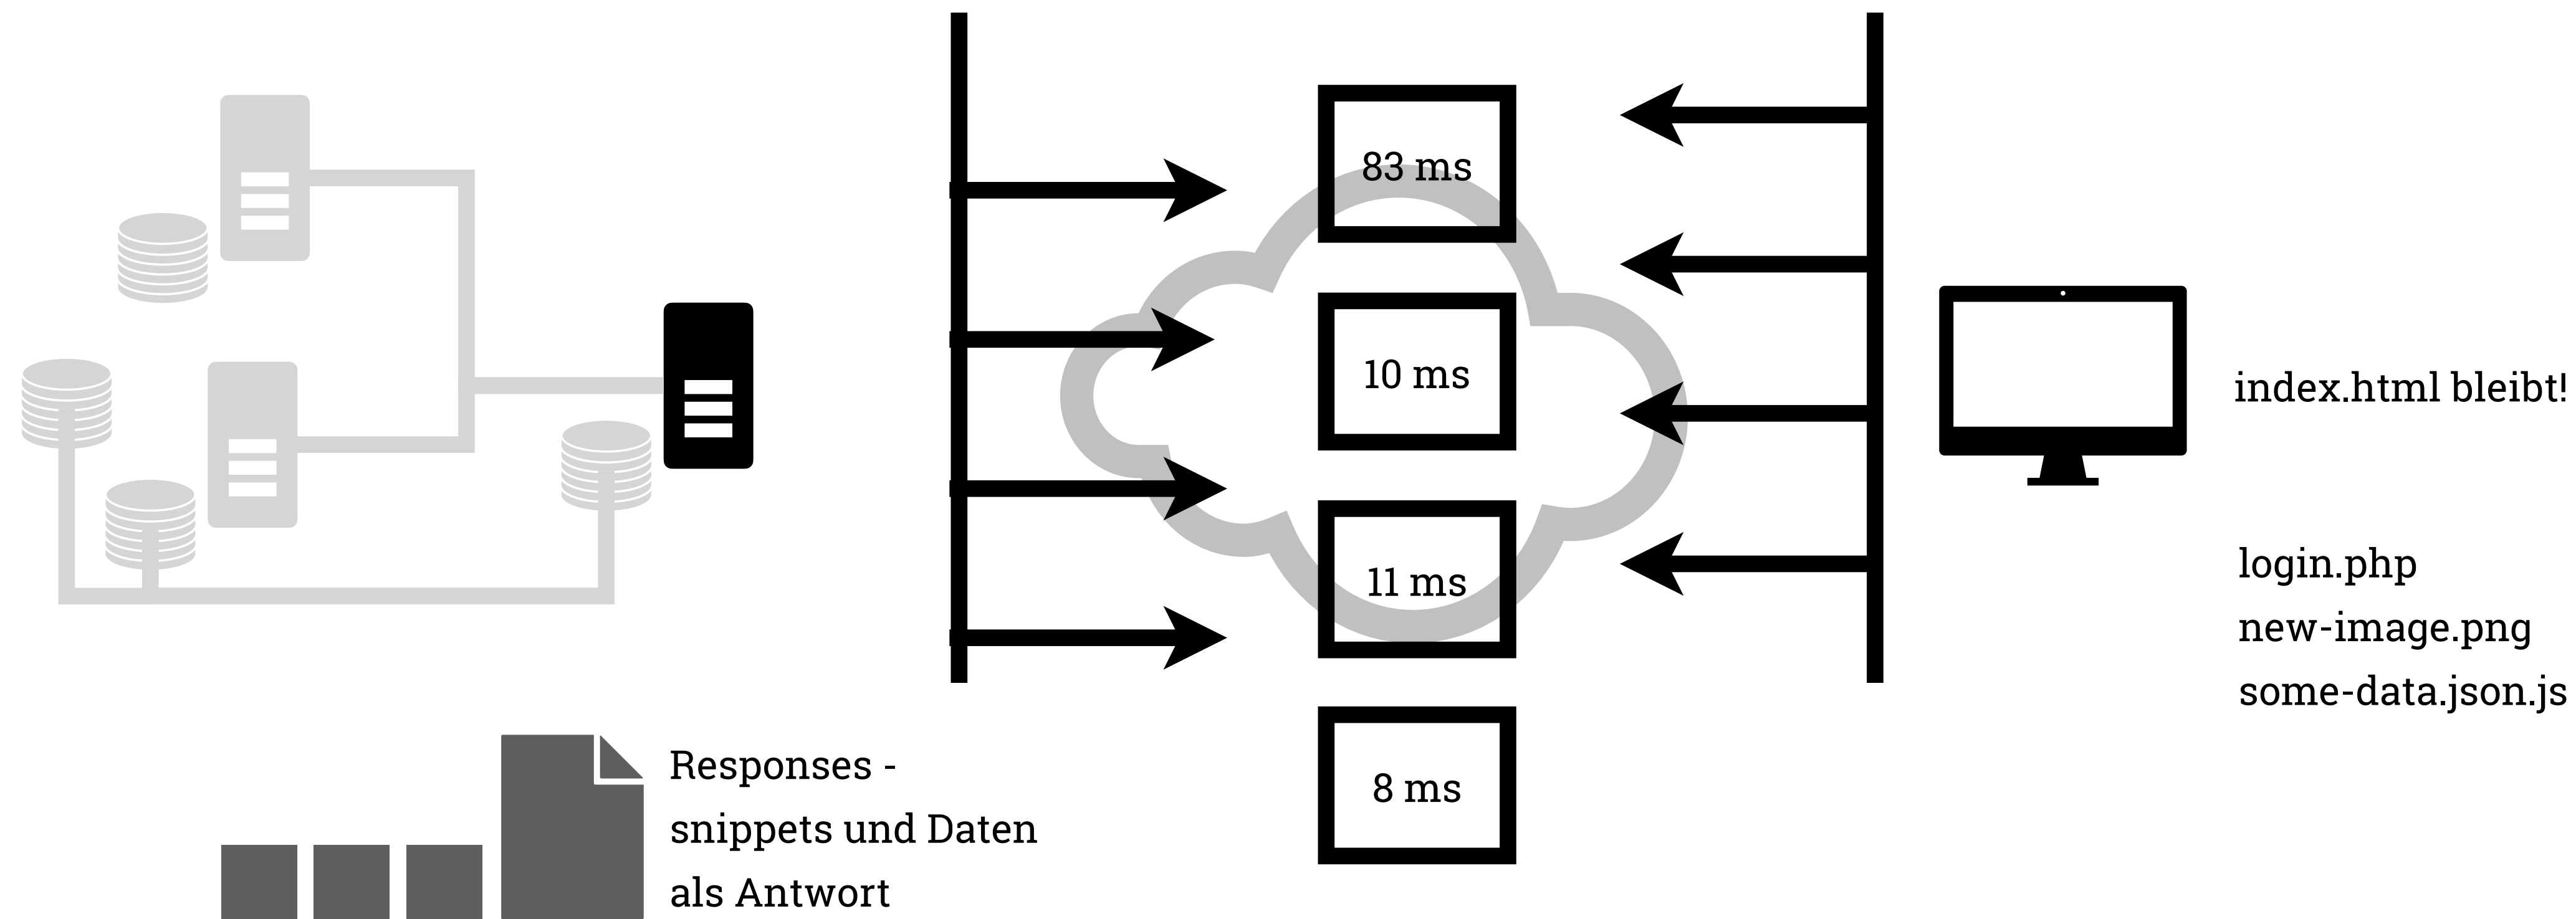 83 ms
10 ms
11 ms
8 ms
index.html bleibt!
login.php
new-image.png
some-data.json.js
Responses -
snippets und Daten
als Antwort